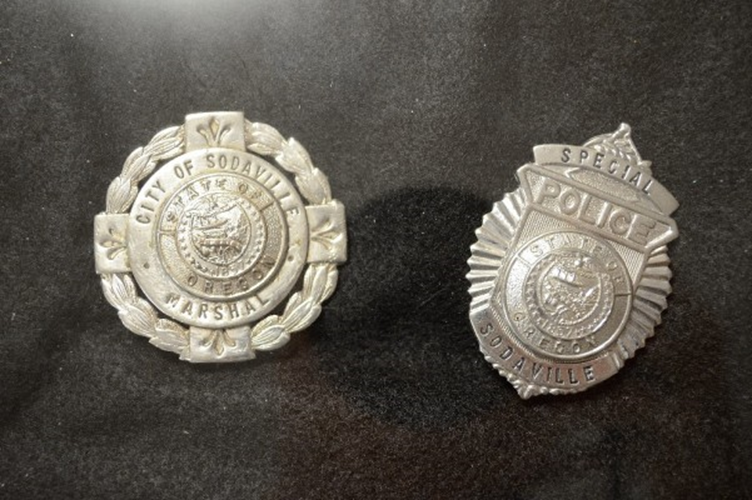 CITY OF SODAVILLE
STATE OF
OREGON
MARSHAL
SPECIAL
POLICE
STATE OF
OREGON
SODAVILLE